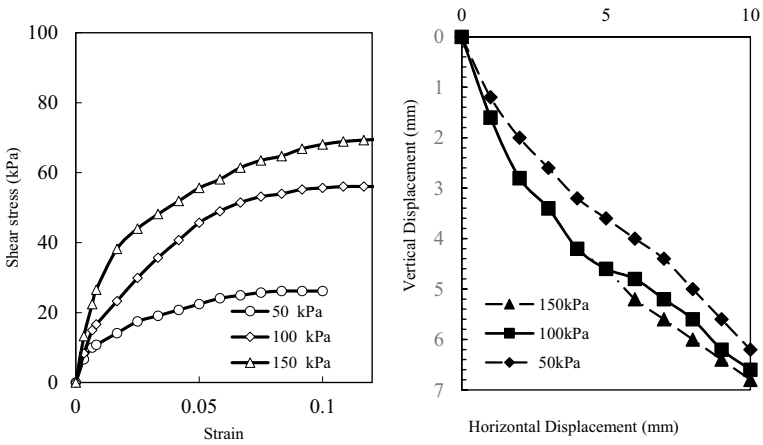 100
80
60
40
20
0
Shear stress (kPa)
0
0.05
0.1
Strain
50 kPa
100 kPa
150 kPa
0
5
10
0
1
2
3
4
5
6
7
Vertical Displacement (mm)
150kPa
100kPa
50kPa
Horizontal Displacement (mm)